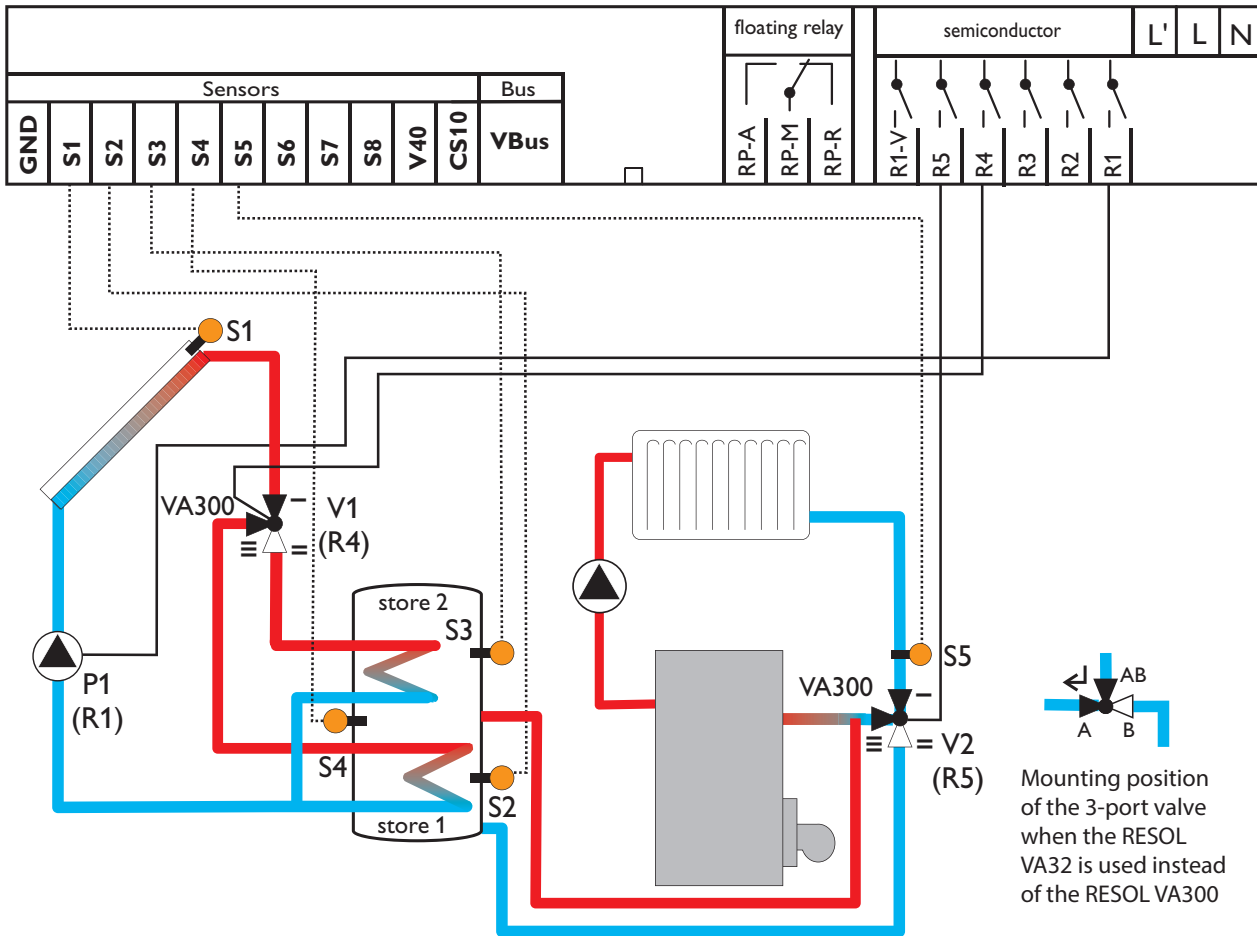 floating relay
semiconductor
L'
L
N
Sensors
Bus
GND
S1
S2
S3
S4
S5
S6
S7
S8
V40
CS10
VBus
RP-A
RP-M
RP-R
R1-V
R5
R4
R3
R2
R1
S1
VA300
V1
(R4)
store 2
S3
P1
(R1)
S4
S2
store 1
S5
VA300
V2
(R5)
AB
A
B
Mounting position
of the 3-port valve
when the RESOL
VA32 is used instead
of the RESOL VA300